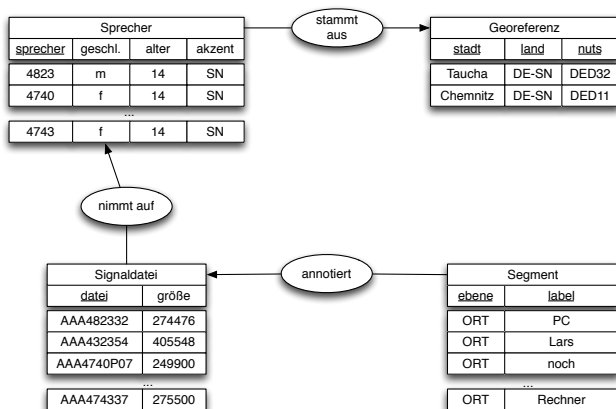 Sprecher
sprecher geschl. alter akzent
4823 m 14 SN
4740 f 14 SN
...
4743 f 14 SN
stammt
aus
Georeferenz
stadt land nuts
Taucha DE-SN DED32
Chemnitz DE-SN DED11
nimmt auf
Signaldatei
datei größe
AAA482332 274476
AAA432354 405548
AAA4740P07 249900
...
AAA474337 275500
annotiert
Segment
ebene label
ORT PC
ORT Lars
ORT noch
...
ORT Rechner